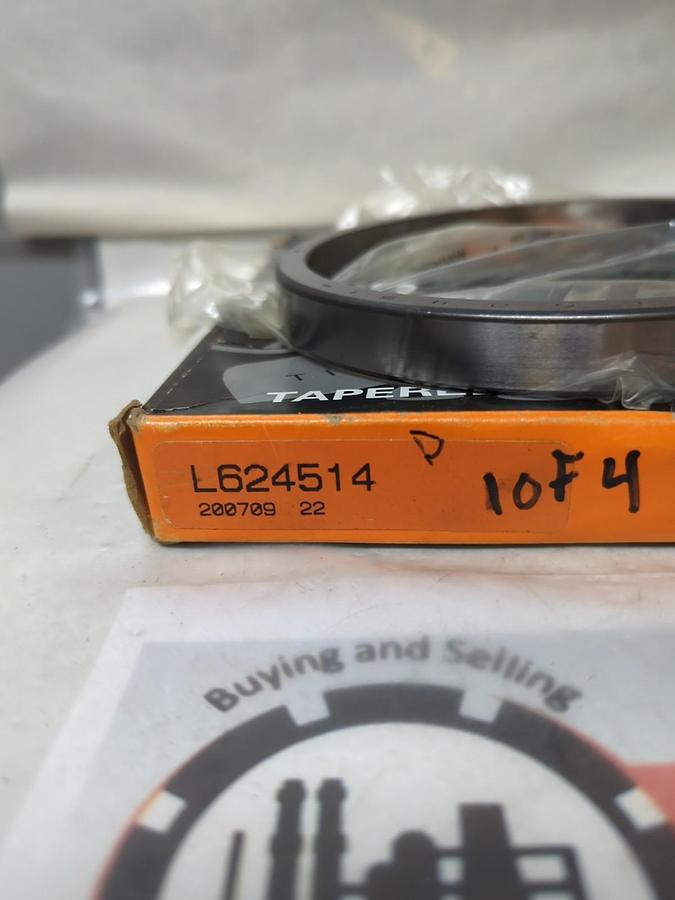 TAPERE
L624514
200709 22
D
1 OF 4
Buying and Selling